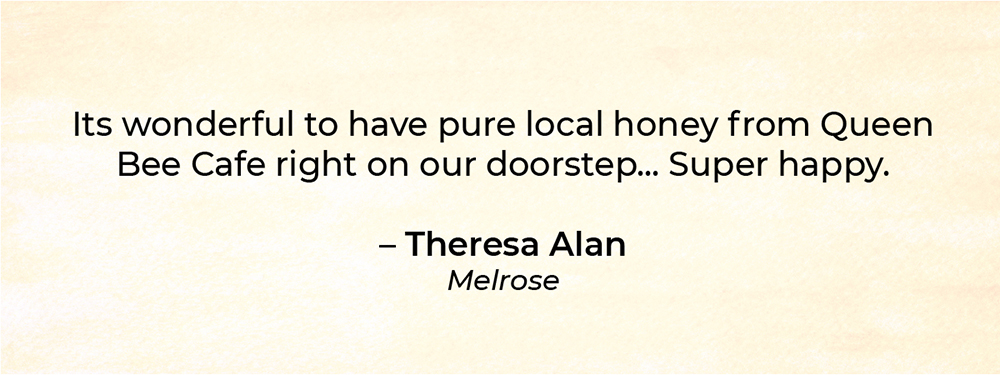 Its wonderful to have pure local honey from Queen
Bee Cafe right on our doorstep... Super happy.
– Theresa Alan
Melrose